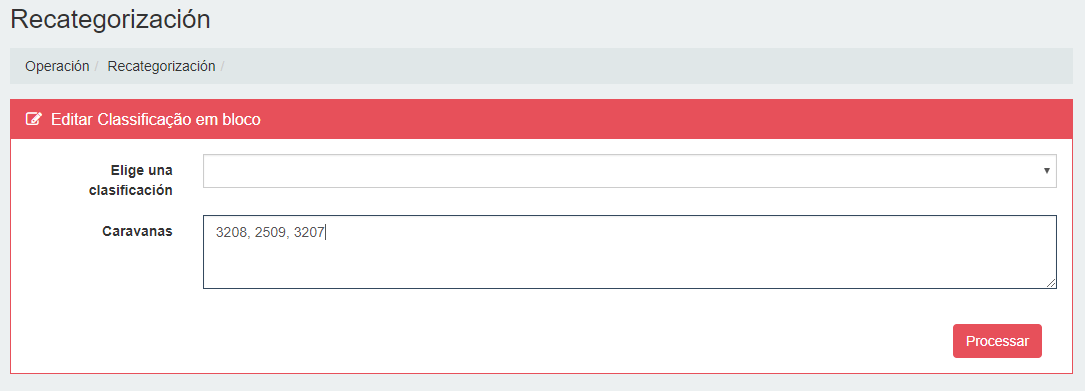 Recategorización
Operación / Recategorización /
Editar Classificação em bloco
Elige una
clasificación
Caravanas
3208, 2509, 3207
Processar